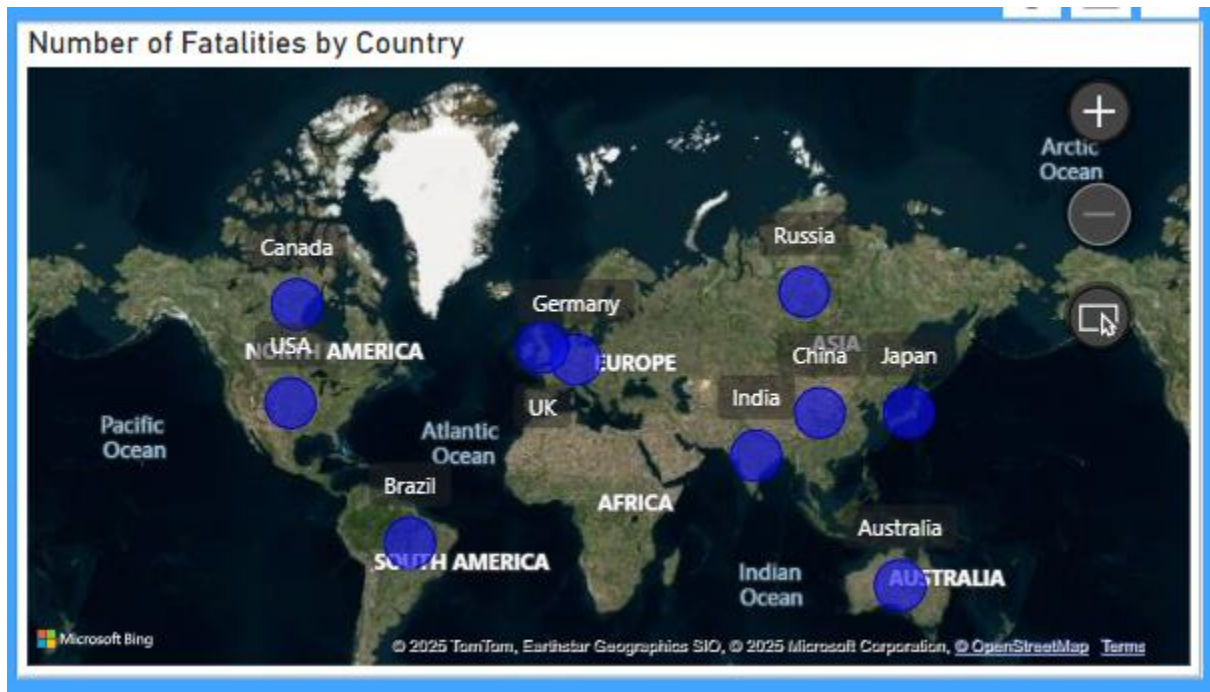 Number of Fatalities by Country
Arctic
Ocean
Canada
Russia
Germany
USA
NORTH AMERICA
EUROPE
ASIA
China
Japan
India
UK
Pacific
Ocean
Atlantic
Ocean
Brazil
AFRICA
SOUTH AMERICA
Australia
AUSTRALIA
Indian
Ocean
Microsoft Bing
© 2025 TomTom, Earthstar Geographics SIO, © 2025 Microsoft Corporation, © OpenStreetMap Terms